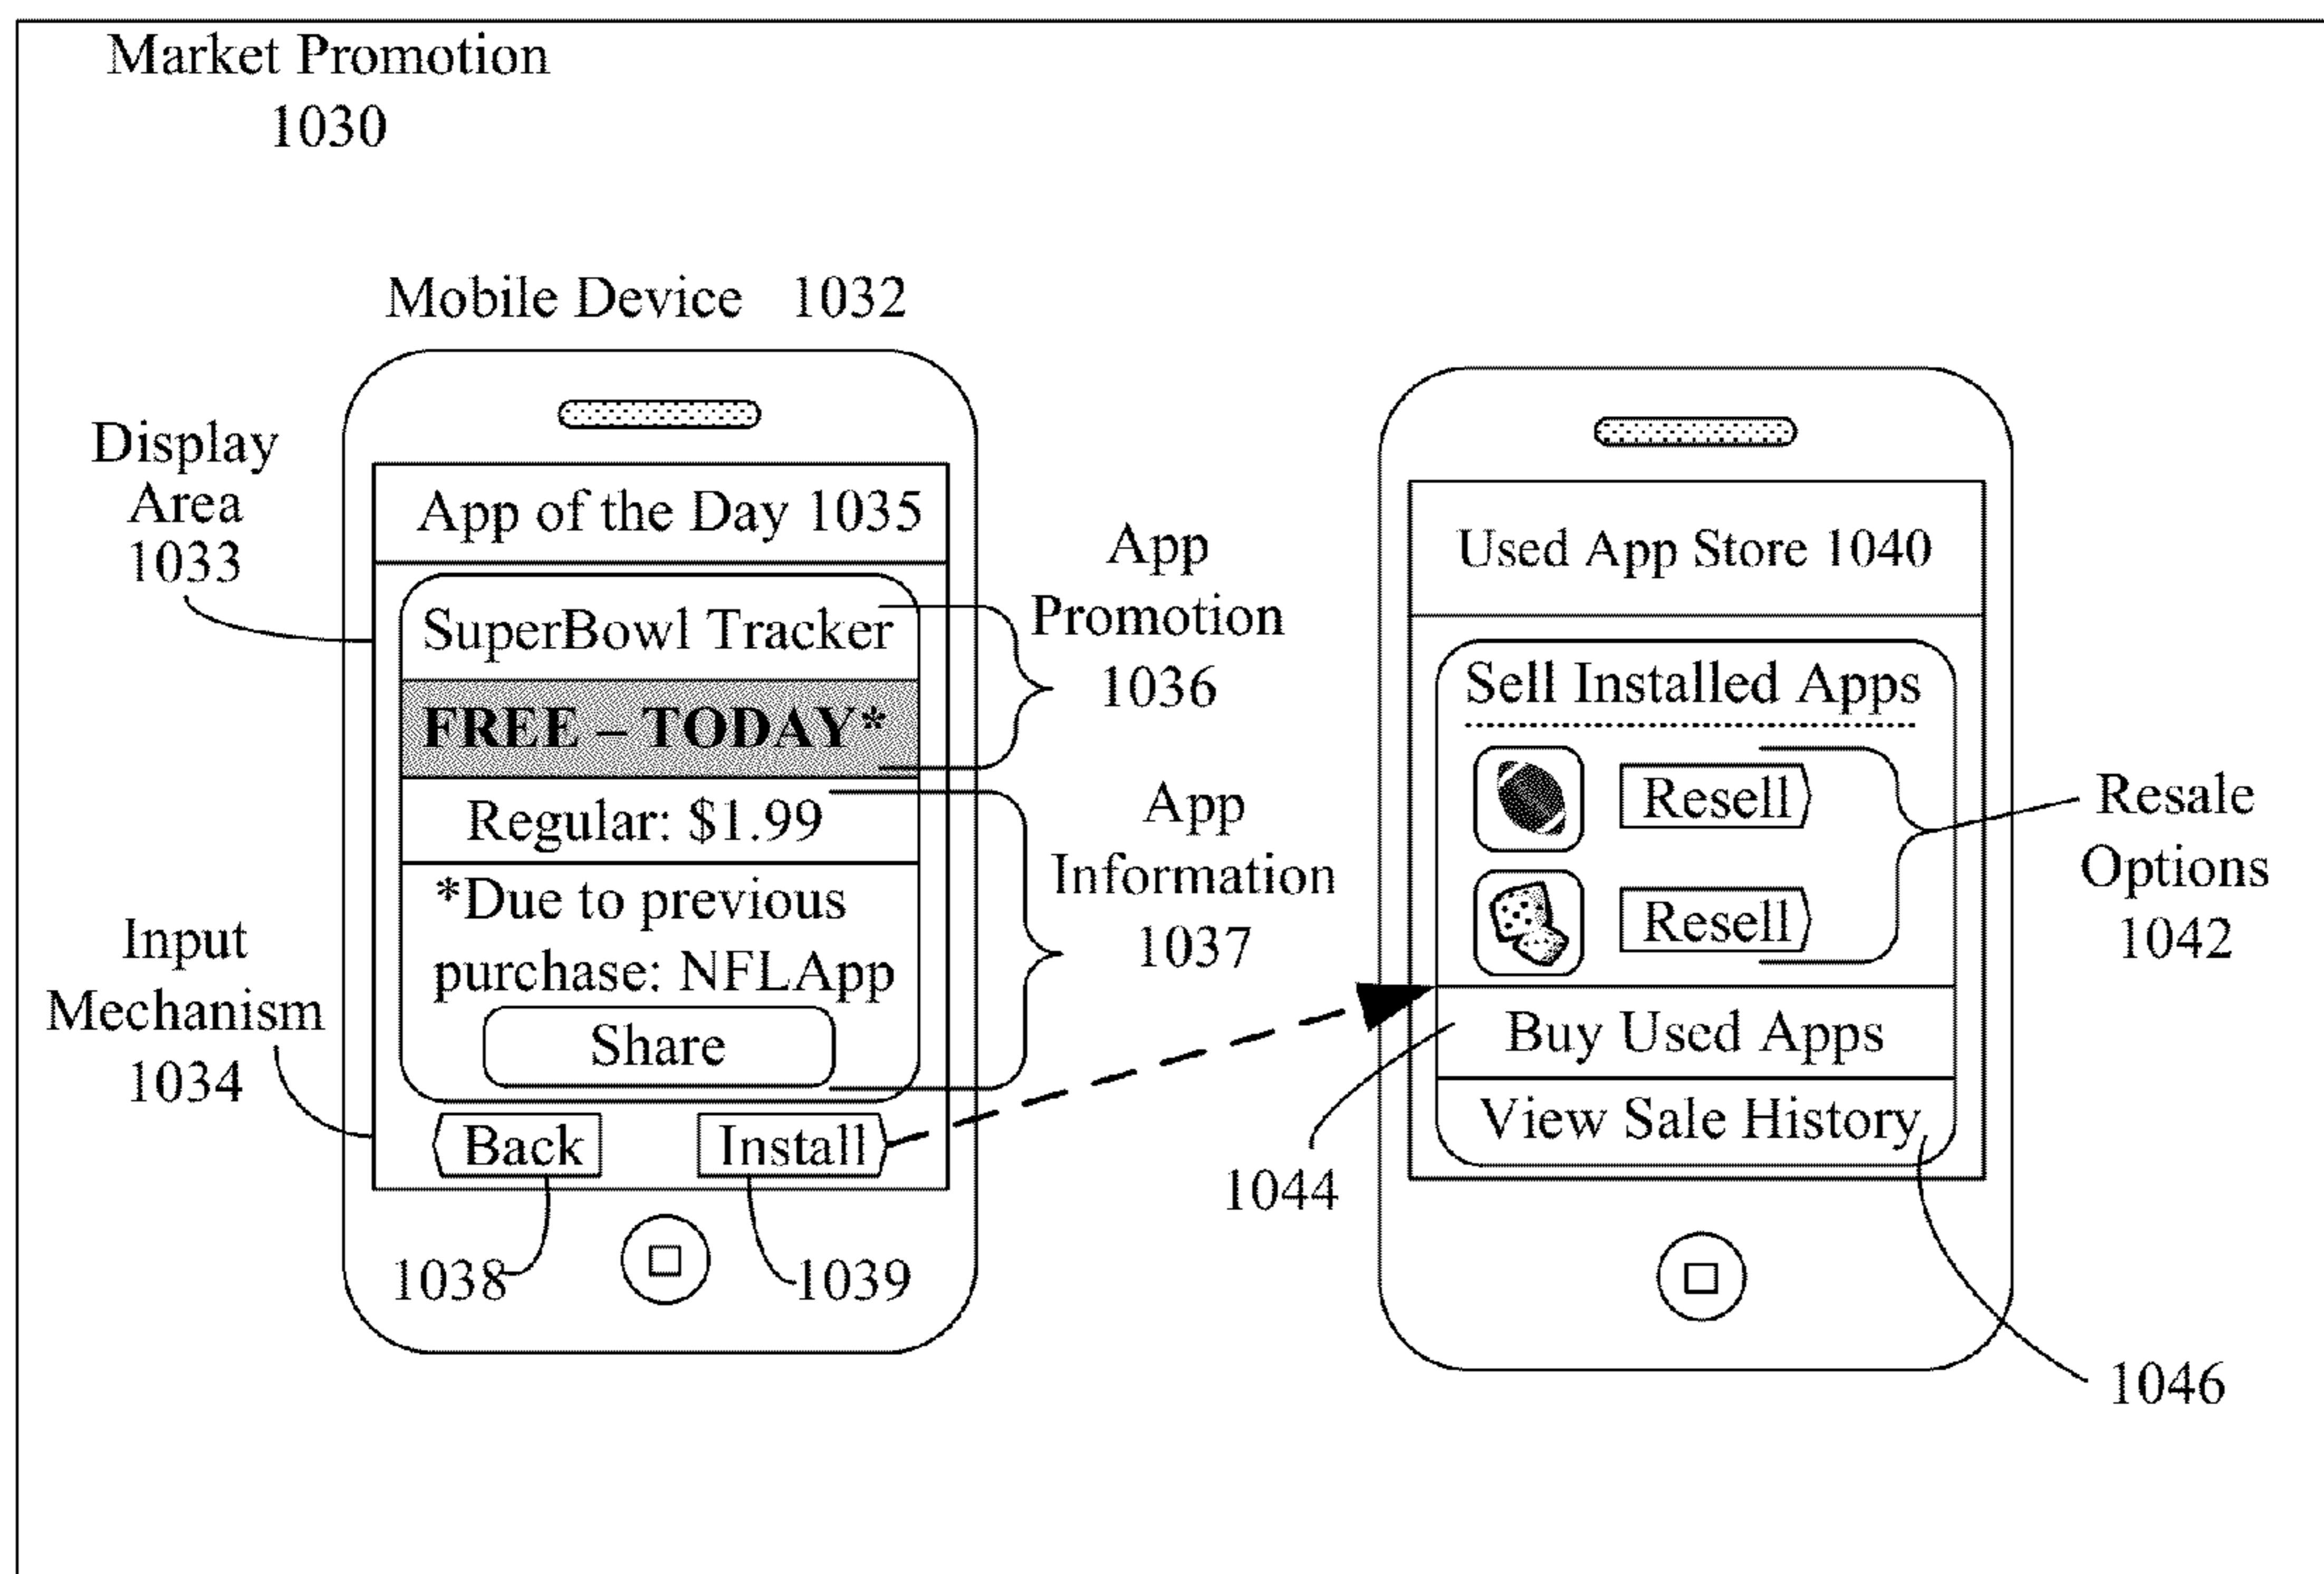 Market Promotion
1030
Mobile Device 1032
Display
Area
1033
Input
Mechanism
1034
App of the Day 1035
SuperBowl Tracker
FREE – TODAY*
Regular: $1.99
*Due to previous
purchase: NFLApp
Share
Back
Install
1038
1039
App
Promotion
1036
App
Information
1037
Used App Store 1040
Sell Installed Apps
Resell
Resell
Buy Used Apps
View Sale History
Resale
Options
1042
1044
1046